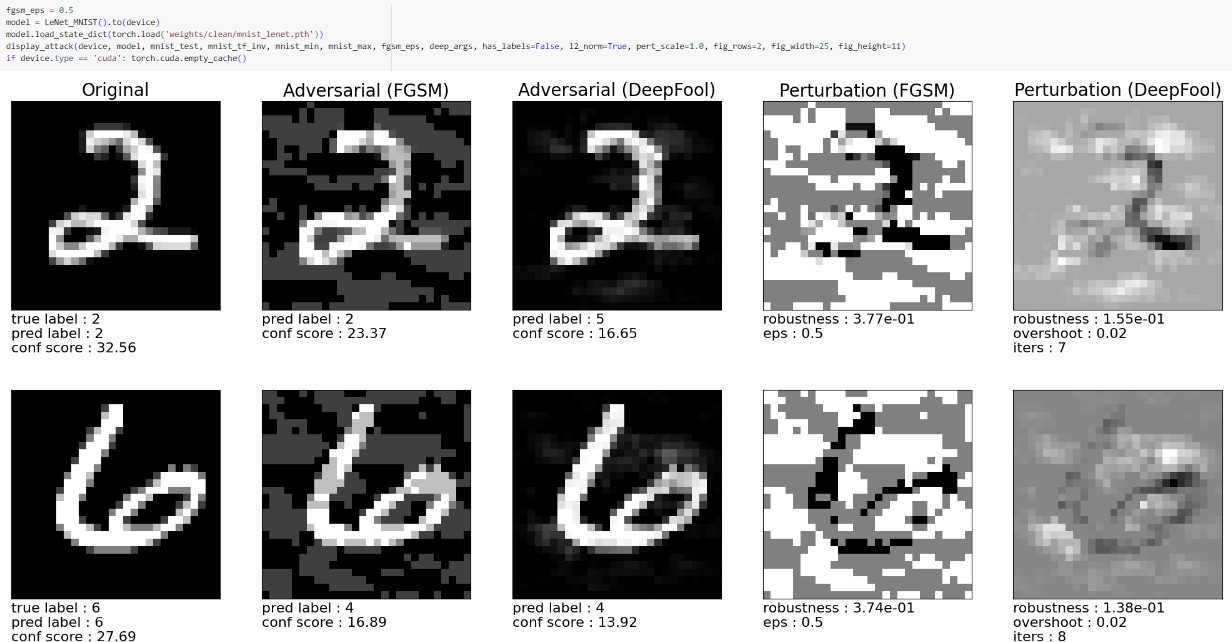 fgsm_eps = 0.5
model = LeNet_MNIST().to(device)
model.load_state_dict(torch.load('weights/clean/mnist_lenet.pth'))
display_attack(device, model, mnist_test, mnist_tf_inv, mnist_min, mnist_max, fgsm_eps, deep_args, has_labels=False, l2_norm=True, pert_scale=1.0, fig_rows=2, fig_width=25, fig_height=11)
if device.type == 'cuda': torch.cuda.empty_cache()
Original Adversarial (FGSM) Adversarial (DeepFool) Perturbation (FGSM) Perturbation (DeepFool)
true label : 2 pred label : 2 pred label : 5 robustness : 3.77e-01 robustness : 1.55e-01
pred label : 2 conf score : 23.37 conf score : 16.65 eps : 0.5 overshoot : 0.02
conf score : 32.56 iters : 7
true label : 6 pred label : 4 pred label : 4 robustness : 3.74e-01 robustness : 1.38e-01
pred label : 6 conf score : 16.89 conf score : 13.92 eps : 0.5 overshoot : 0.02
conf score : 27.69 iters : 8